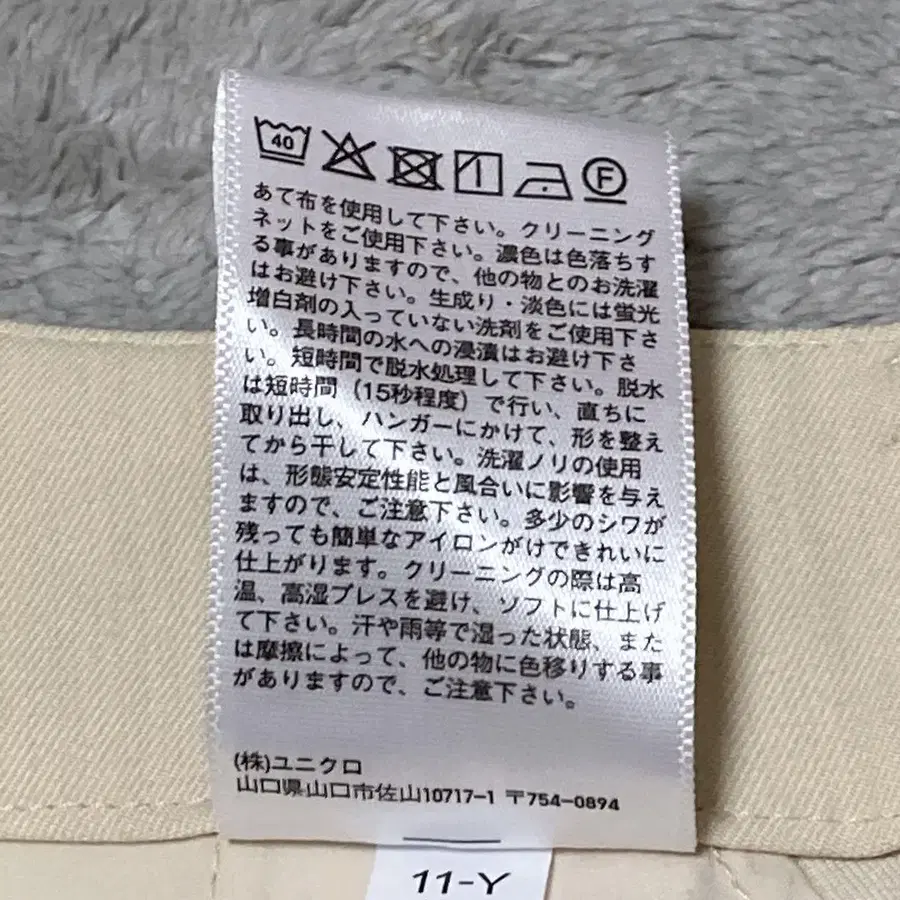 40
F
あて布を使用して下さい。クリーニング
ネットをご使用下さい。濃色は色落ちす
る事がありますので、他の物とのお洗濯
はお避け下さい。生成り・淡色には蛍光
増白剤の入っていない洗剤をご使用下さ
い。長時間の水への浸漬はお避け下さ
い。短時間で脱水処理して下さい。脱水
は短時間（15秒程度）で行い、直ちに
取り出し、ハンガーにかけて、形を整え
てから干して下さい。洗濯ノリの使用
は、形態安定性能と風合いに影響を与え
ますので、ご注意下さい。多少のシワが
残っても簡単なアイロンがけできれいに
仕上がります。クリーニングの際は高
温、高湿プレスを避け、ソフトに仕上げ
て下さい。汗や雨等で湿った状態、また
は摩擦によって、他の物に色移りする事
がありますので、ご注意下さい。
(株)ユニクロ
山口県山口市佐山10717-1 〒754-0894
11-Y